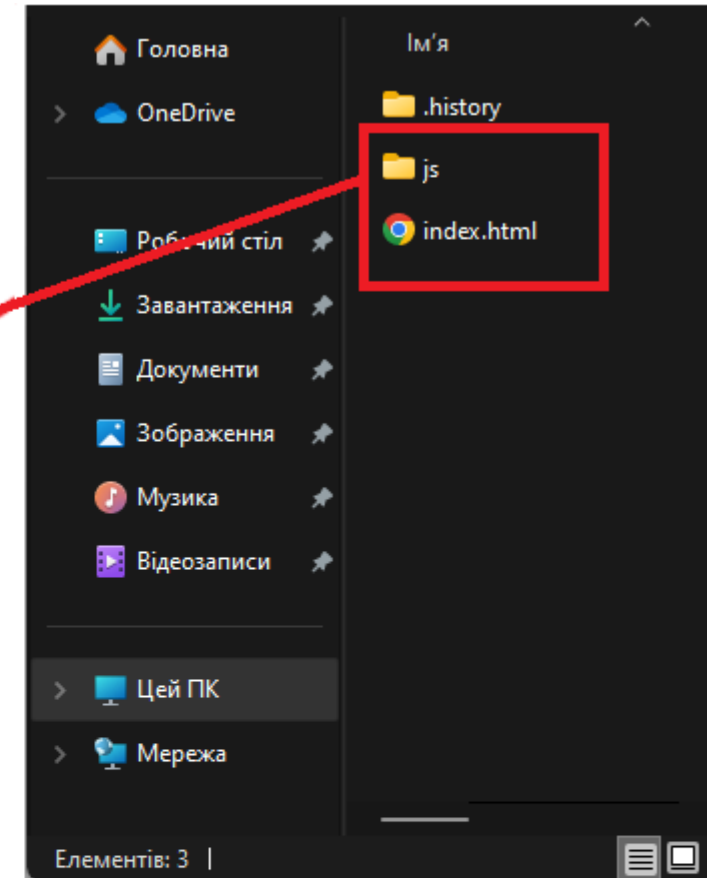 Головна
OneDrive
Робочий стіл
Завантаження
Документи
Зображення
Музика
Відеозаписи
Цей ПК
Мережа
Ім'я
.history
js
index.html
Елементів: 3